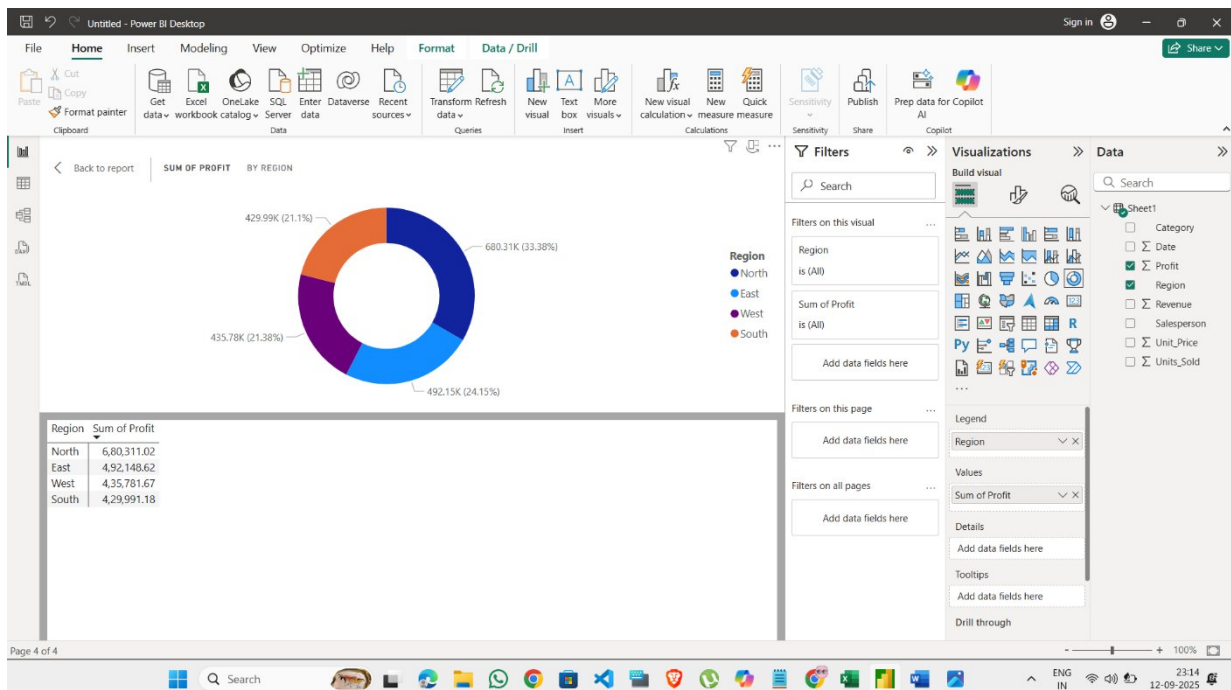 Untitled - Power BI Desktop
Sign in
File Home Insert Modeling View Optimize Help Format Data / Drill
Share
Paste
Cut
Copy
Format painter
Clipboard
Get data
Excel workbook
OneLake catalog
SQL Server
Enter data
Dataverse
Recent sources
Data
Transform data
Refresh
Queries
New visual
Text box
More visuals
Insert
New visual calculation
New measure
Quick measure
Calculations
Sensitivity
Sensitivity
Publish
Share
Prep data for Copilot
AI
Copilot
Back to report
SUM OF PROFIT BY REGION
429.99K (21.1%)
680.31K (33.38%)
435.78K (21.38%)
492.15K (24.15%)
Region
North
East
West
South
Region Sum of Profit
North 6,80,311.02
East 4,92,148.62
West 4,35,781.67
South 4,29,991.18
Filters
Search
Filters on this visual ...
Region
is (All)
Sum of Profit
is (All)
Add data fields here
Filters on this page ...
Add data fields here
Filters on all pages ...
Add data fields here
Visualizations
Build visual
123
R
Py
...
Legend
Region
Values
Sum of Profit
Details
Add data fields here
Tooltips
Add data fields here
Drill through
Data
Search
Sheet1
Category
Σ Date
Σ Profit
Region
Σ Revenue
Salesperson
Σ Unit_Price
Σ Units_Sold
Page 4 of 4
- + 100%
Search
ENG
IN
23:14
12-09-2025